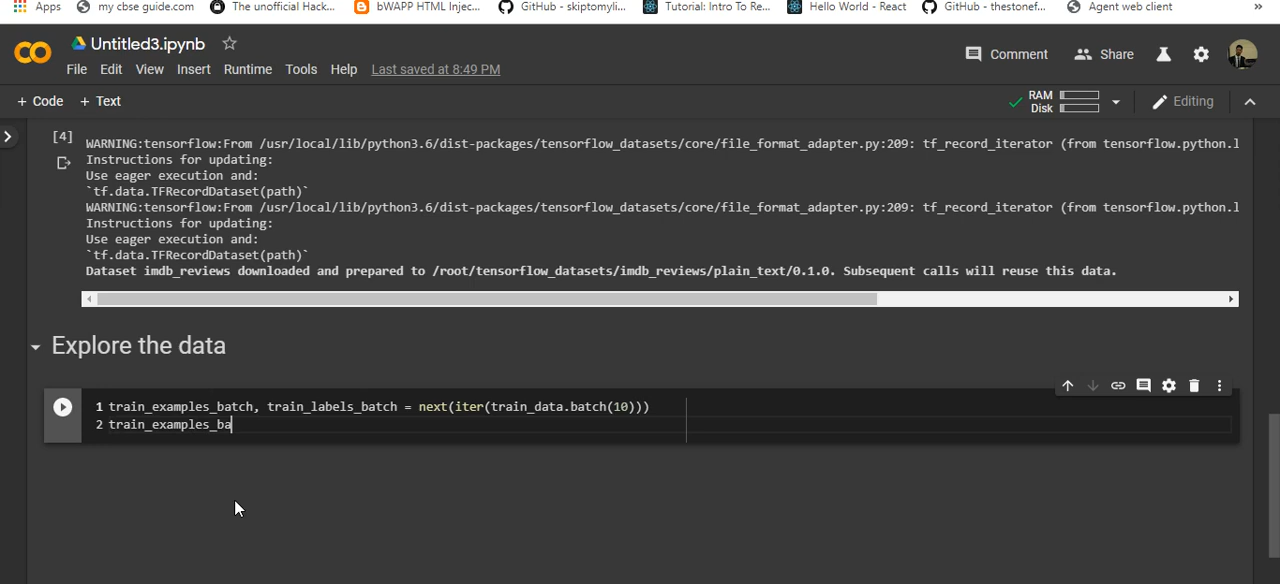 Apps my cbse guide.com The unofficial Hack... bWAPP HTML Injec... GitHub - skiptomyli... Tutorial: Intro To Re... Hello World - React GitHub - thestonef... Agent web client »
Untitled3.ipynb
Comment Share
File Edit View Insert Runtime Tools Help Last saved at 8:49 PM
+ Code + Text
RAM
Disk
Editing
[4]
WARNING:tensorflow:From /usr/local/lib/python3.6/dist-packages/tensorflow_datasets/core/file_format_adapter.py:209: tf_record_iterator (from tensorflow.python.l
Instructions for updating:
Use eager execution and:
`tf.data.TFRecordDataset(path)`
WARNING:tensorflow:From /usr/local/lib/python3.6/dist-packages/tensorflow_datasets/core/file_format_adapter.py:209: tf_record_iterator (from tensorflow.python.l
Instructions for updating:
Use eager execution and:
`tf.data.TFRecordDataset(path)`
Dataset imdb_reviews downloaded and prepared to /root/tensorflow_datasets/imdb_reviews/plain_text/0.1.0. Subsequent calls will reuse this data.
Explore the data
1 train_examples_batch, train_labels_batch = next(iter(train_data.batch(10)))
2 train_examples_ba